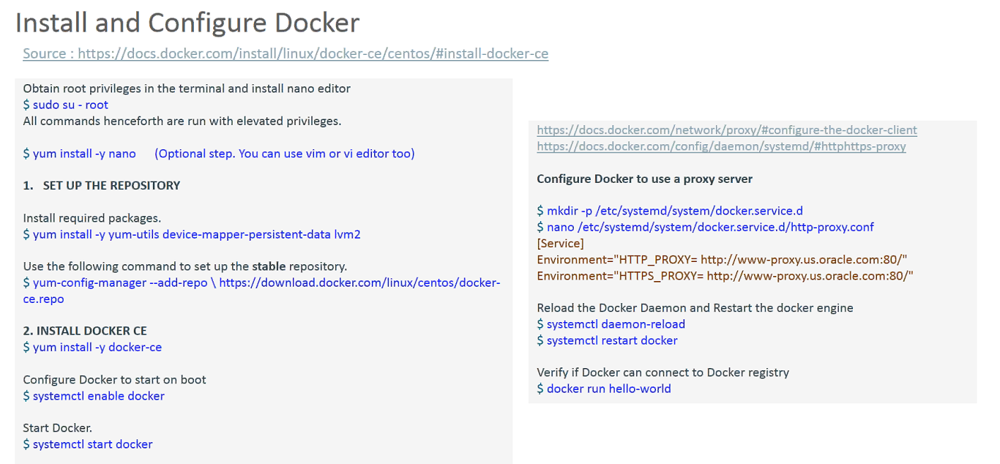 Install and Configure Docker
Source : https://docs.docker.com/install/linux/docker-ce/centos/#install-docker-ce
Obtain root privileges in the terminal and install nano editor
$ sudo su - root
All commands henceforth are run with elevated privileges.
$ yum install -y nano (Optional step. You can use vim or vi editor too)
1. SET UP THE REPOSITORY
Install required packages.
$ yum install -y yum-utils device-mapper-persistent-data lvm2
Use the following command to set up the stable repository.
$ yum-config-manager --add-repo \ https://download.docker.com/linux/centos/docker-
ce.repo
2. INSTALL DOCKER CE
$ yum install -y docker-ce
Configure Docker to start on boot
$ systemctl enable docker
Start Docker.
$ systemctl start docker
https://docs.docker.com/network/proxy/#configure-the-docker-client
https://docs.docker.com/config/daemon/systemd/#httphttps-proxy
Configure Docker to use a proxy server
$ mkdir -p /etc/systemd/system/docker.service.d
$ nano /etc/systemd/system/docker.service.d/http-proxy.conf
[Service]
Environment="HTTP_PROXY= http://www-proxy.us.oracle.com:80/"
Environment="HTTPS_PROXY= http://www-proxy.us.oracle.com:80/"
Reload the Docker Daemon and Restart the docker engine
$ systemctl daemon-reload
$ systemctl restart docker
Verify if Docker can connect to Docker registry
$ docker run hello-world